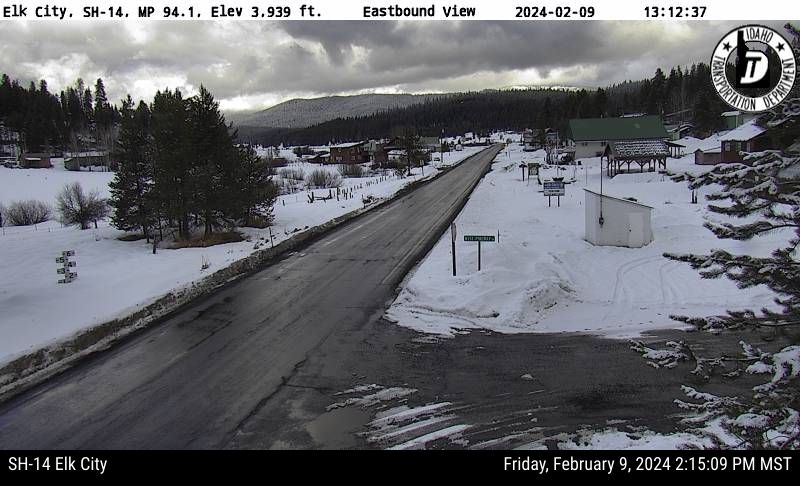 Elk City, SH-14, MP 94.1, Elev 3,939 ft. Eastbound View 2024-02-09 13:12:37
IDAHO
TRANSPORTATION DEPARTMENT
SH-14 Elk City Friday, February 9, 2024 2:15:09 PM MST